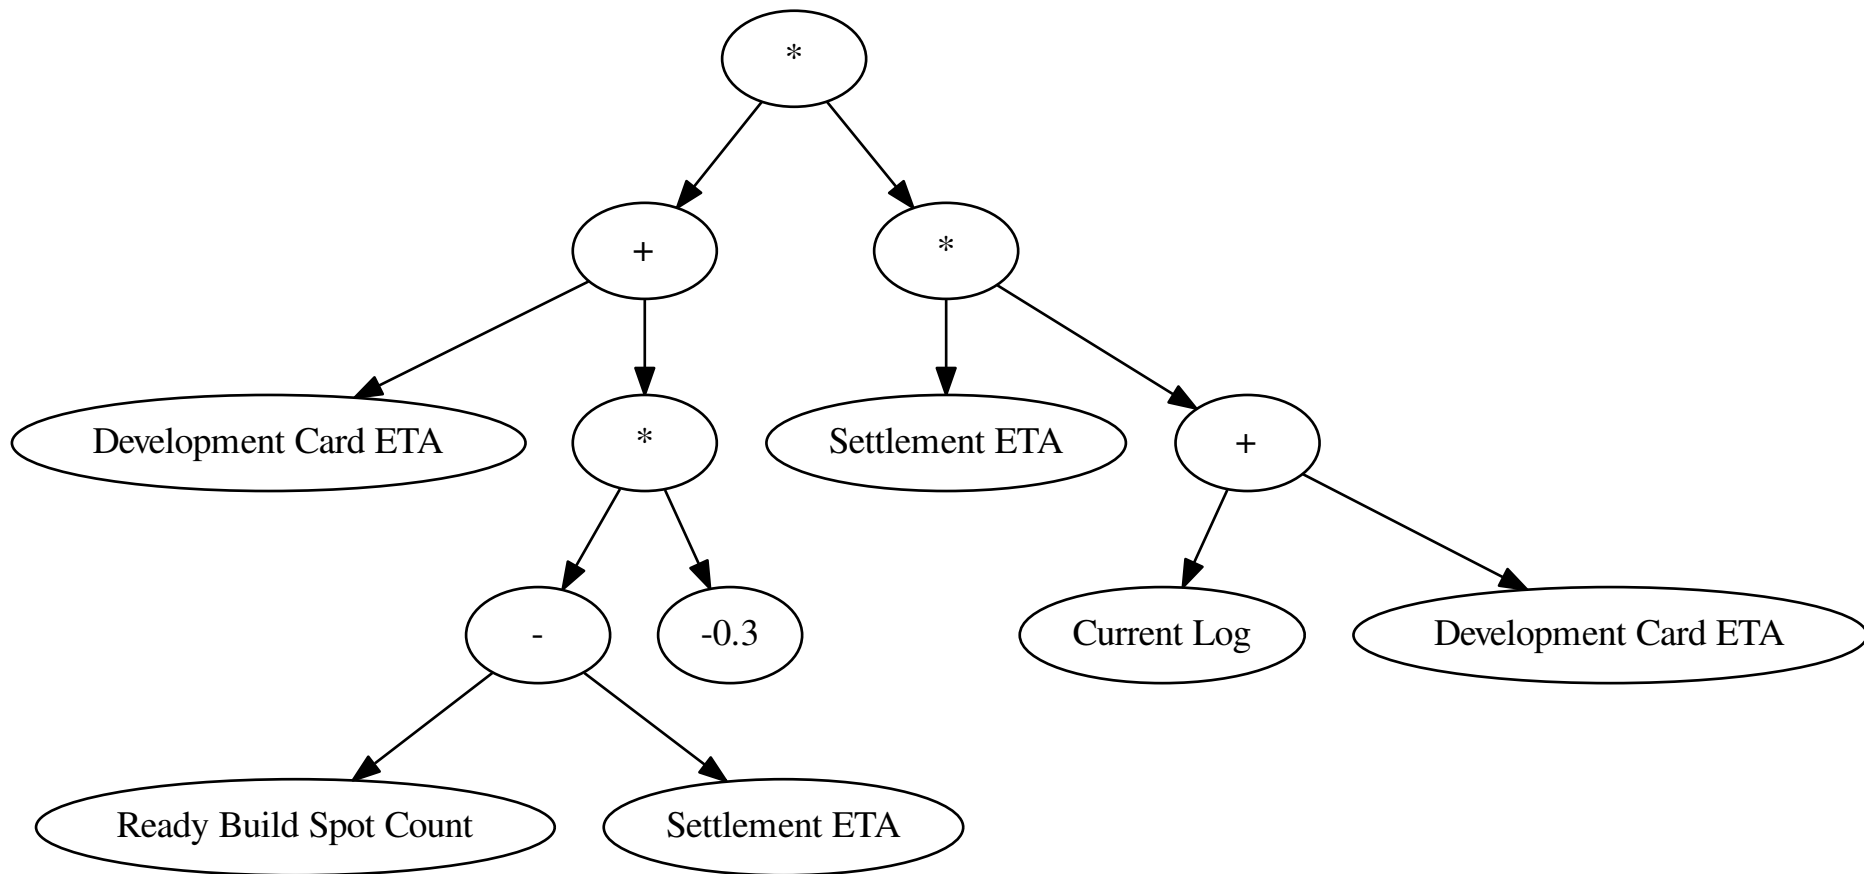 *
+
*
Development Card ETA
*
Settlement ETA
+
-
-0.3
Current Log
Development Card ETA
Ready Build Spot Count
Settlement ETA